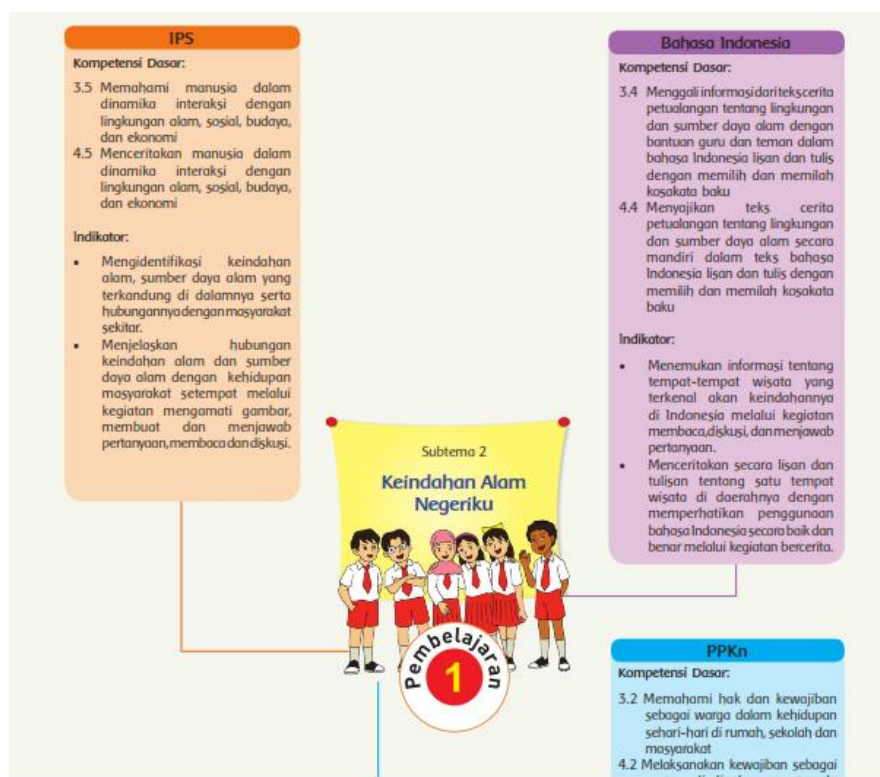 IPS
Kompetensi Dasar:
3.5 Memahami manusia dalam
dinamika interaksi dengan
lingkungan alam, sosial, budaya,
dan ekonomi
4.5 Menceritakan manusia dalam
dinamika interaksi dengan
lingkungan alam, sosial, budaya,
dan ekonomi
Indikator:
• Mengidentifikasi keindahan
alam, sumber daya alam yang
terkandung di dalamnya serta
hubungannya dengan masyarakat
sekitar.
• Menjelaskan hubungan
keindahan alam dan sumber
daya alam dengan kehidupan
masyarakat setempat melalui
kegiatan mengamati gambar,
membuat dan menjawab
pertanyaan, membaca dan diskusi.
Bahasa Indonesia
Kompetensi Dasar:
3.4 Menggali informasi dari teks cerita
petualangan tentang lingkungan
dan sumber daya alam dengan
bantuan guru dan teman dalam
bahasa Indonesia lisan dan tulis
dengan memilih dan memilah
kosakata baku
4.4 Menyajikan teks cerita
petualangan tentang lingkungan
dan sumber daya alam secara
mandiri dalam teks bahasa
Indonesia lisan dan tulis dengan
memilih dan memilah kosakata
baku
Indikator:
• Menemukan informasi tentang
tempat-tempat wisata yang
terkenal akan keindahannya
di Indonesia melalui kegiatan
membaca,diskusi, dan menjawab
pertanyaan.
• Menceritakan secara lisan dan
tulisan tentang satu tempat
wisata di daerahnya dengan
memperhatikan penggunaan
bahasa Indonesia secara baik dan
benar melalui kegiatan bercerita.
Subtema 2
Keindahan Alam
Negeriku
Pembelajaran
1
PPKn
Kompetensi Dasar:
3.2 Memahami hak dan kewajiban
sebagai warga dalam kehidupan
sehari-hari di rumah, sekolah dan
masyarakat
4.2 Melaksanakan kewajiban sebagai